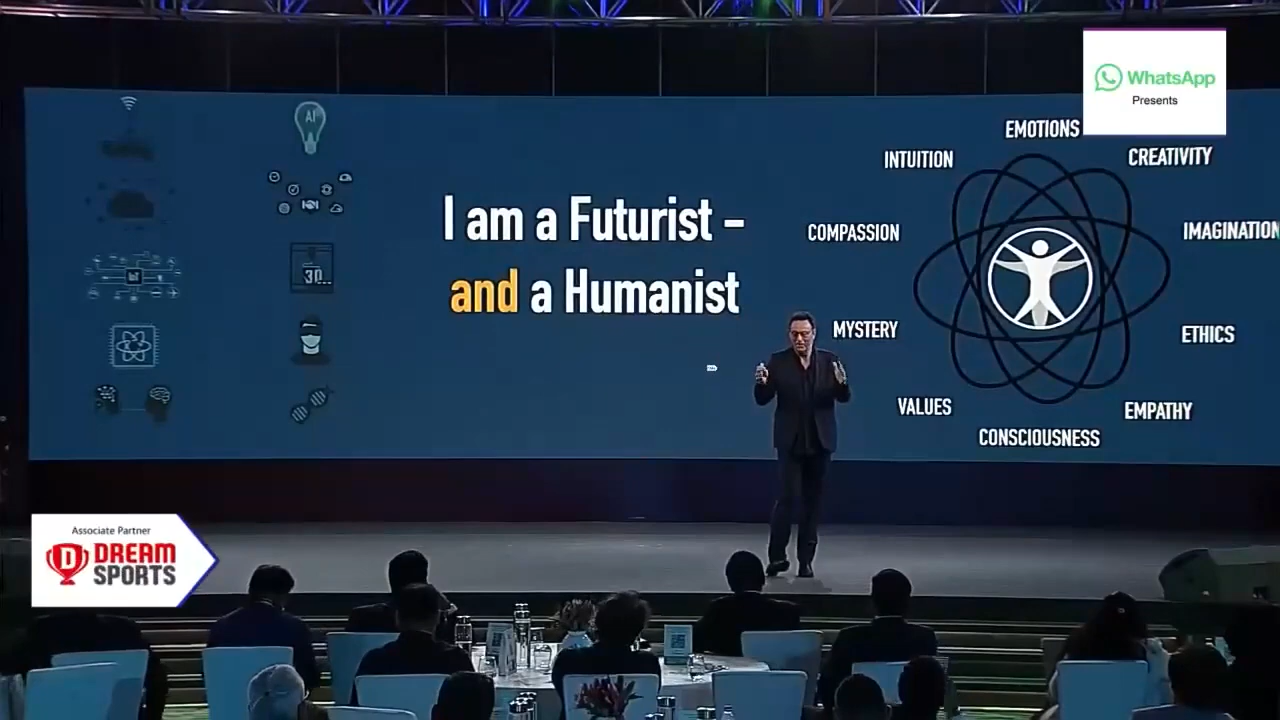 WhatsApp
Presents
AI
3D
I am a Futurist –
and a Humanist
EMOTIONS
INTUITION
CREATIVITY
COMPASSION
IMAGINATION
MYSTERY
ETHICS
VALUES
EMPATHY
CONSCIOUSNESS
Associate Partner
D DREAM
SPORTS